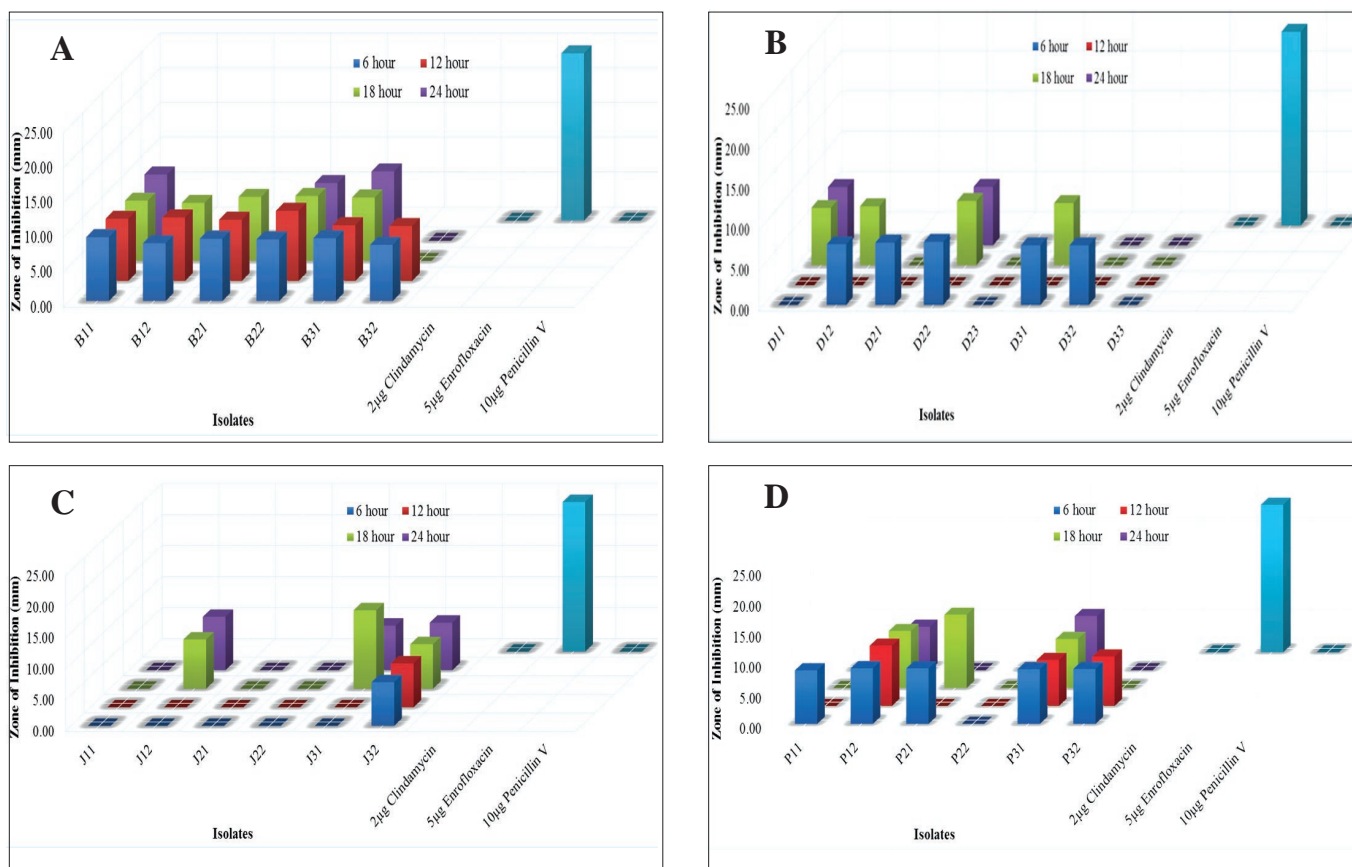 A
6 hour 12 hour
18 hour 24 hour
Zone of Inhibition (mm)
25.00
20.00
15.00
10.00
5.00
0.00
B11 B12 B21 B22 B31 B32 2µg Clindamycin 5µg Enrofloxacin 10µg Penicillin V
Isolates
B
6 hour 12 hour
18 hour 24 hour
Zone of Inhibition (mm)
25.00
20.00
15.00
10.00
5.00
0.00
D11 D12 D21 D22 D23 D31 D32 D33 2µg Clindamycin 5µg Enrofloxacin 10µg Penicillin V
Isolates
C
6 hour 12 hour
18 hour 24 hour
Zone of Inhibition (mm)
25.00
20.00
15.00
10.00
5.00
0.00
J11 J12 J21 J22 J31 J32 2µg Clindamycin 5µg Enrofloxacin 10µg Penicillin V
Isolates
D
6 hour 12 hour
18 hour 24 hour
Zone of Inhibition (mm)
25.00
20.00
15.00
10.00
5.00
0.00
P11 P12 P21 P22 P31 P32 2µg Clindamycin 5µg Enrofloxacin 10µg Penicillin V
Isolates